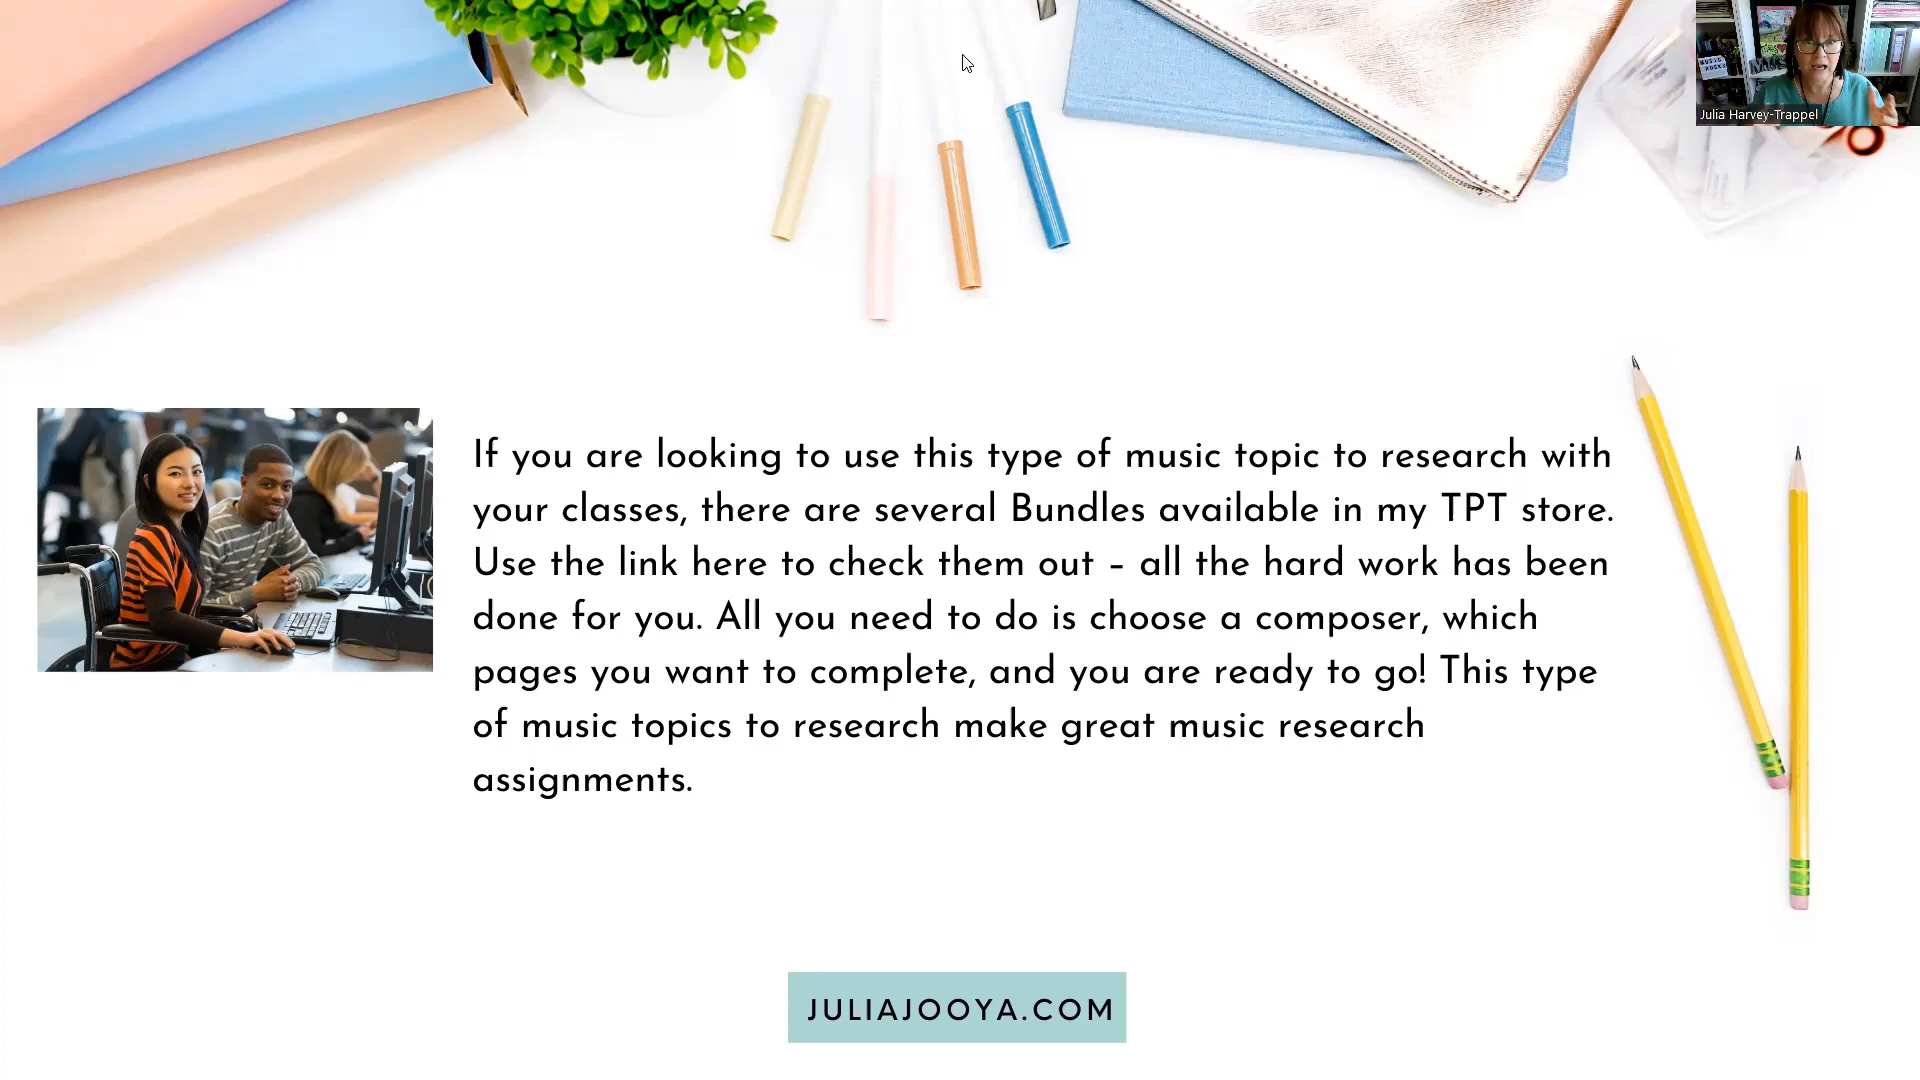 MUSIC
ROCKS
Julia Harvey-Trappel
If you are looking to use this type of music topic to research with
your classes, there are several Bundles available in my TPT store.
Use the link here to check them out – all the hard work has been
done for you. All you need to do is choose a composer, which
pages you want to complete, and you are ready to go! This type
of music topics to research make great music research
assignments.
JULIAJOOYA.COM